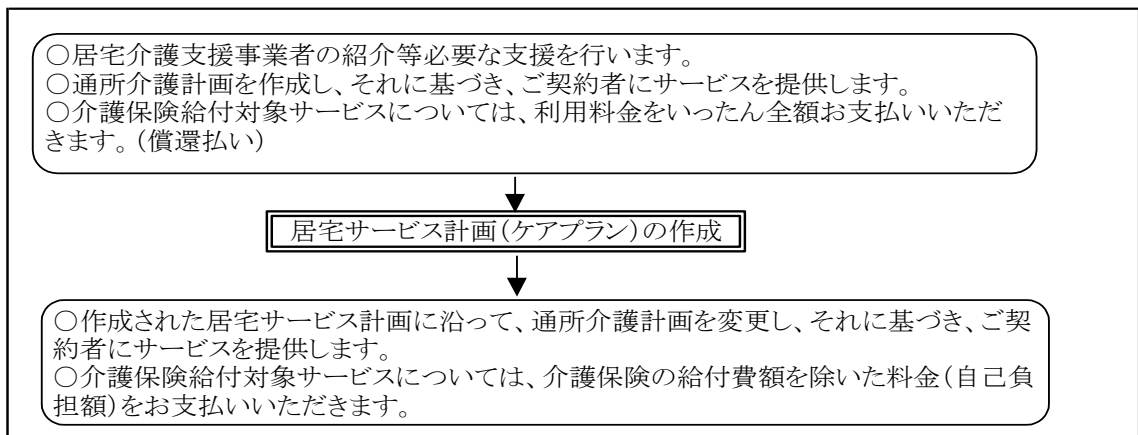 ○居宅介護支援事業者の紹介等必要な支援を行います。
○通所介護計画を作成し、それに基づき、ご契約者にサービスを提供します。
○介護保険給付対象サービスについては、利用料金をいったん全額お支払いいただ
きます。(償還払い)
居宅サービス計画(ケアプラン)の作成
○作成された居宅サービス計画に沿って、通所介護計画を変更し、それに基づき、ご契
約者にサービスを提供します。
○介護保険給付対象サービスについては、介護保険の給付費額を除いた料金(自己負
担額)をお支払いいただきます。